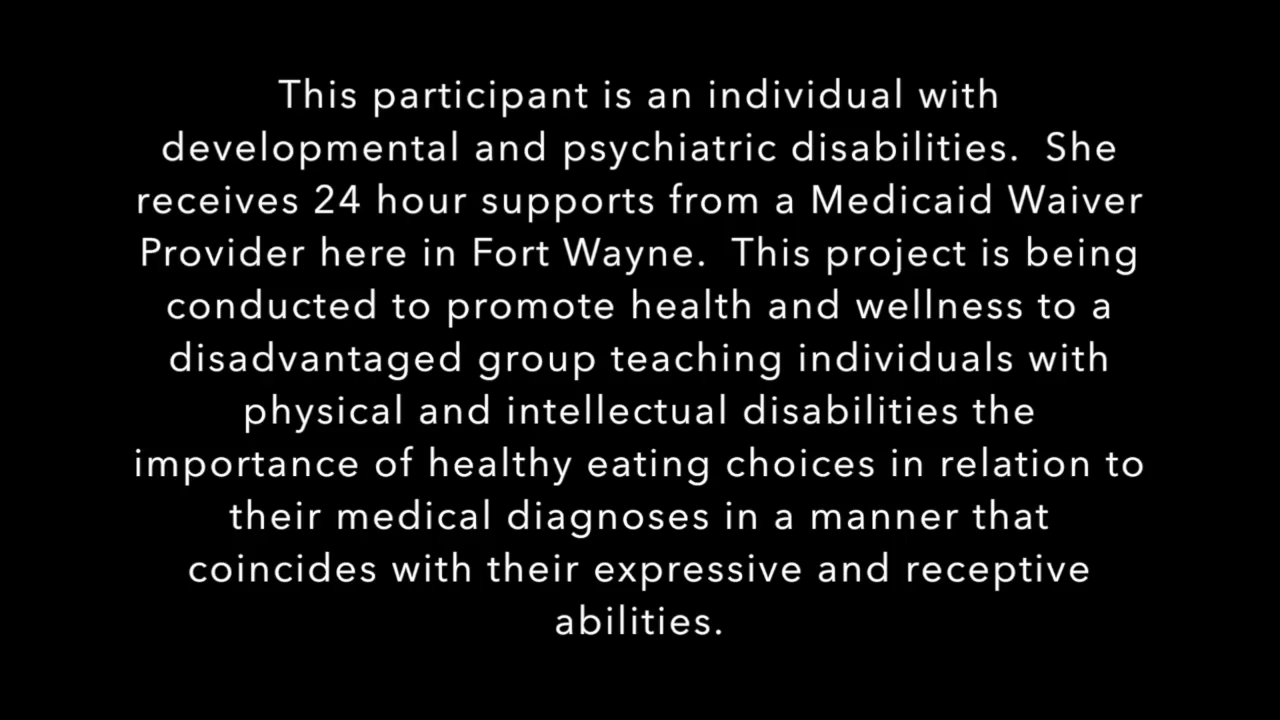 This participant is an individual with
developmental and psychiatric disabilities.  She
receives 24 hour supports from a Medicaid Waiver
Provider here in Fort Wayne.  This project is being
conducted to promote health and wellness to a
disadvantaged group teaching individuals with
physical and intellectual disabilities the
importance of healthy eating choices in relation to
their medical diagnoses in a manner that
coincides with their expressive and receptive
abilities.